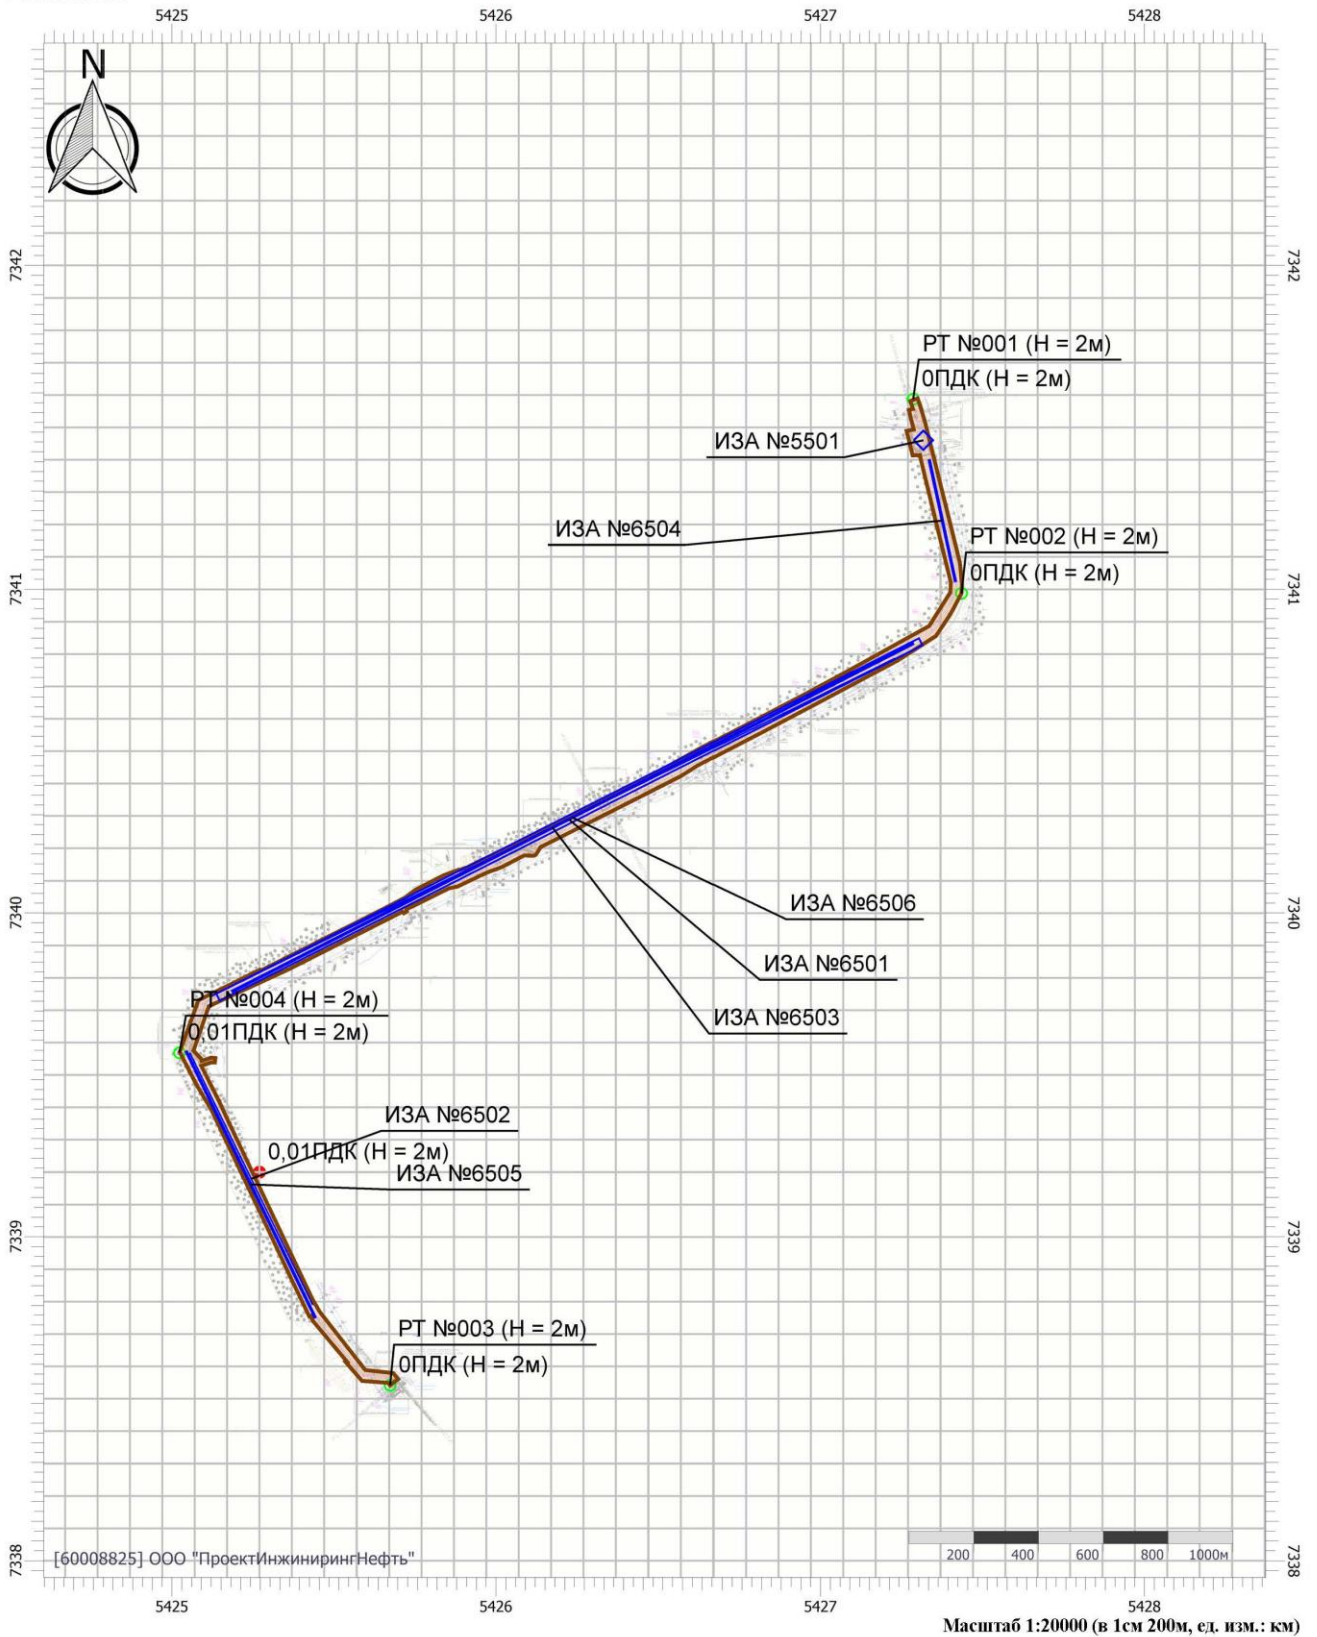 5425 5426 5427 5428
N
7342 7342
РТ №001 (Н = 2м)
0ПДК (Н = 2м)
ИЗА №5501
ИЗА №6504
РТ №002 (Н = 2м)
0ПДК (Н = 2м)
7341 7341
ИЗА №6506
7340 7340
ИЗА №6501
РТ №004 (Н = 2м)
ИЗА №6503
0,01ПДК (Н = 2м)
ИЗА №6502
0,01ПДК (Н = 2м)
ИЗА №6505
7339 7339
РТ №003 (Н = 2м)
0ПДК (Н = 2м)
[60008825] ООО "ПроектИнжинирингНефть"
200 400 600 800 1000м
7338 7338
5425 5426 5427 5428
Масштаб 1:20000 (в 1см 200м, ед. изм.: км)